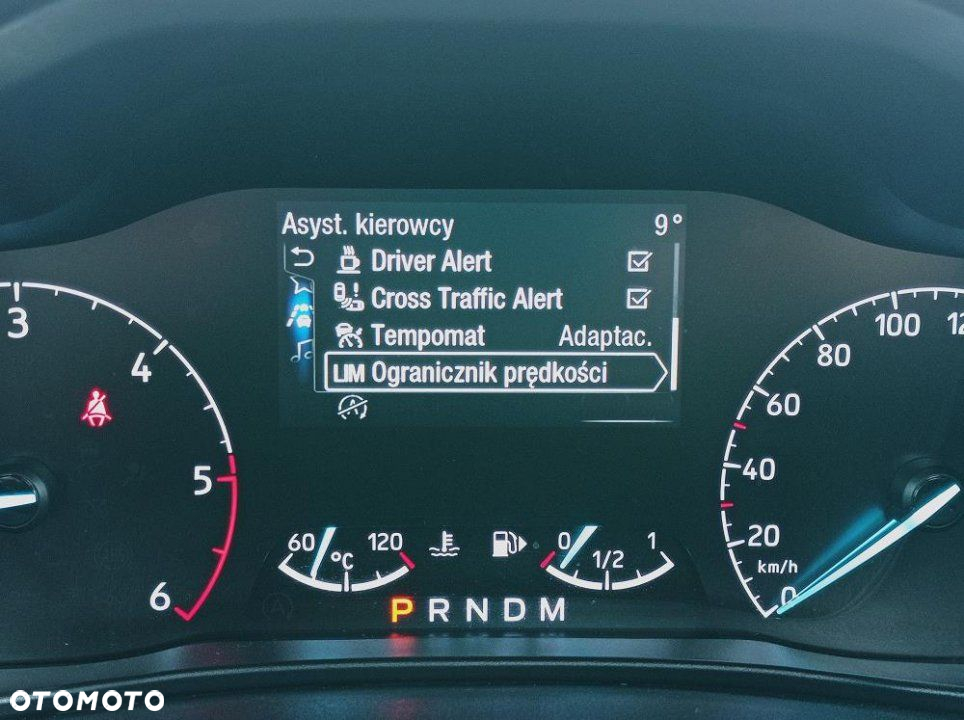 Asyst. kierowcy 9°
Driver Alert
Cross Traffic Alert
Tempomat Adaptac.
LIM Ogranicznik prędkości
3
4
5
6
60 °C 120
0 1/2 1
P R N D M
100
80
60
40
20
km/h
0
OTOMOTO